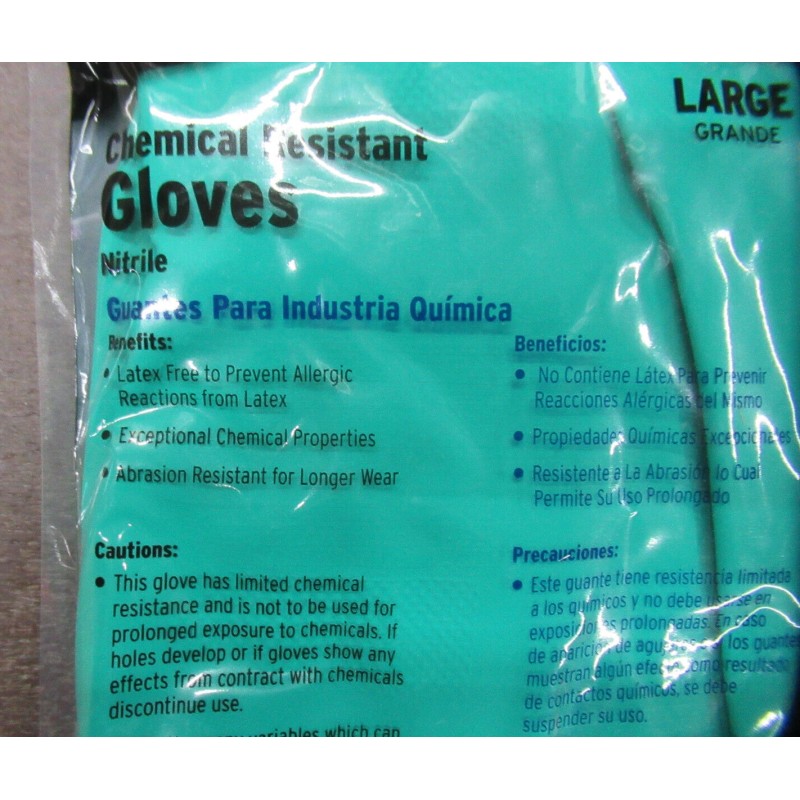 LARGE
GRANDE
Chemical Resistant
Gloves
Nitrile
Guantes Para Industria Química
Benefits:
• Latex Free to Prevent Allergic
Reactions from Latex
• Exceptional Chemical Properties
• Abrasion Resistant for Longer Wear
Beneficios:
• No Contiene Látex Para Prevenir
Reacciones Alérgicas del Mismo
• Propiedades Químicas Excepcionales
• Resistente a La Abrasión lo Cual
Permite Su Uso Prolongado
Cautions:
• This glove has limited chemical
resistance and is not to be used for
prolonged exposure to chemicals. If
holes develop or if gloves show any
effects from contract with chemicals
discontinue use.
variables which can
Precauciones:
• Este guante tiene resistencia limitada
a los químicos y no debe usarse en
exposiciones prolongadas. En caso
de aparición de agujeros o si los guantes
muestran algún efecto como resultado
de contactos químicos, se debe
suspender su uso.